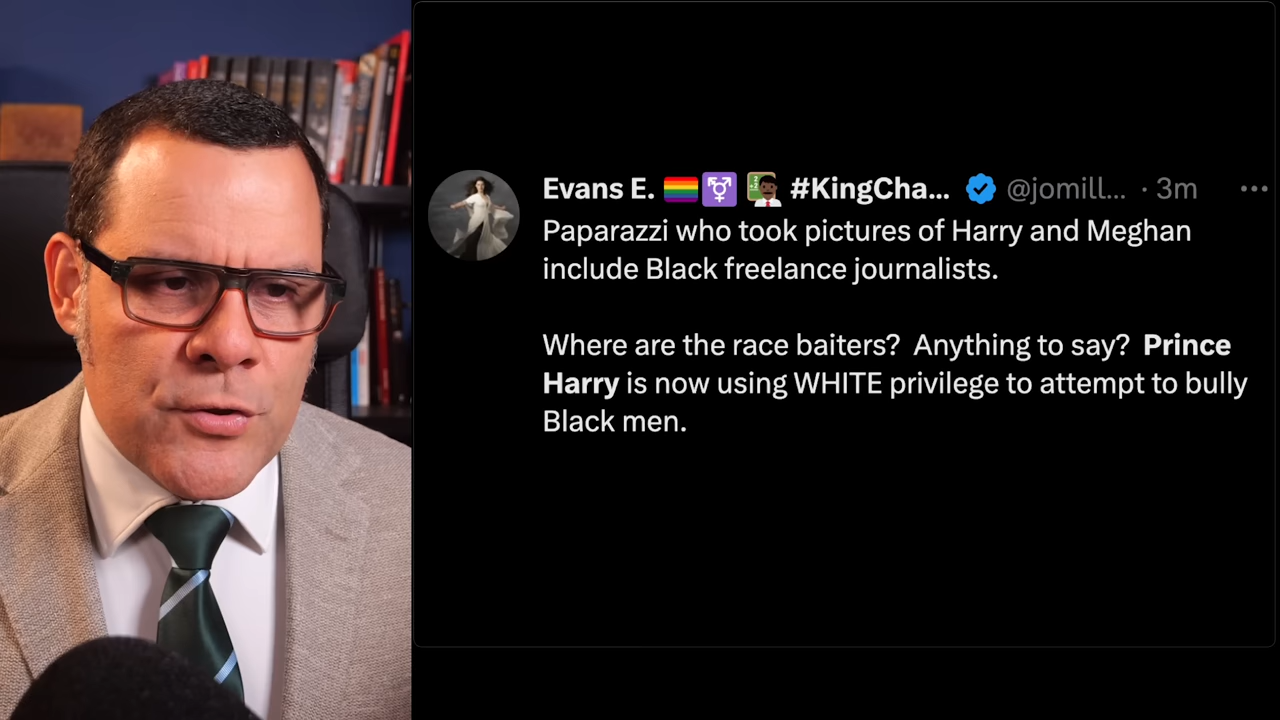 Evans E. 🏳️‍🌈⚧️👨🏿‍🏫 #KingCha... @jomill... · 3m
Paparazzi who took pictures of Harry and Meghan
include Black freelance journalists.
Where are the race baiters? Anything to say? Prince
Harry is now using WHITE privilege to attempt to bully
Black men.